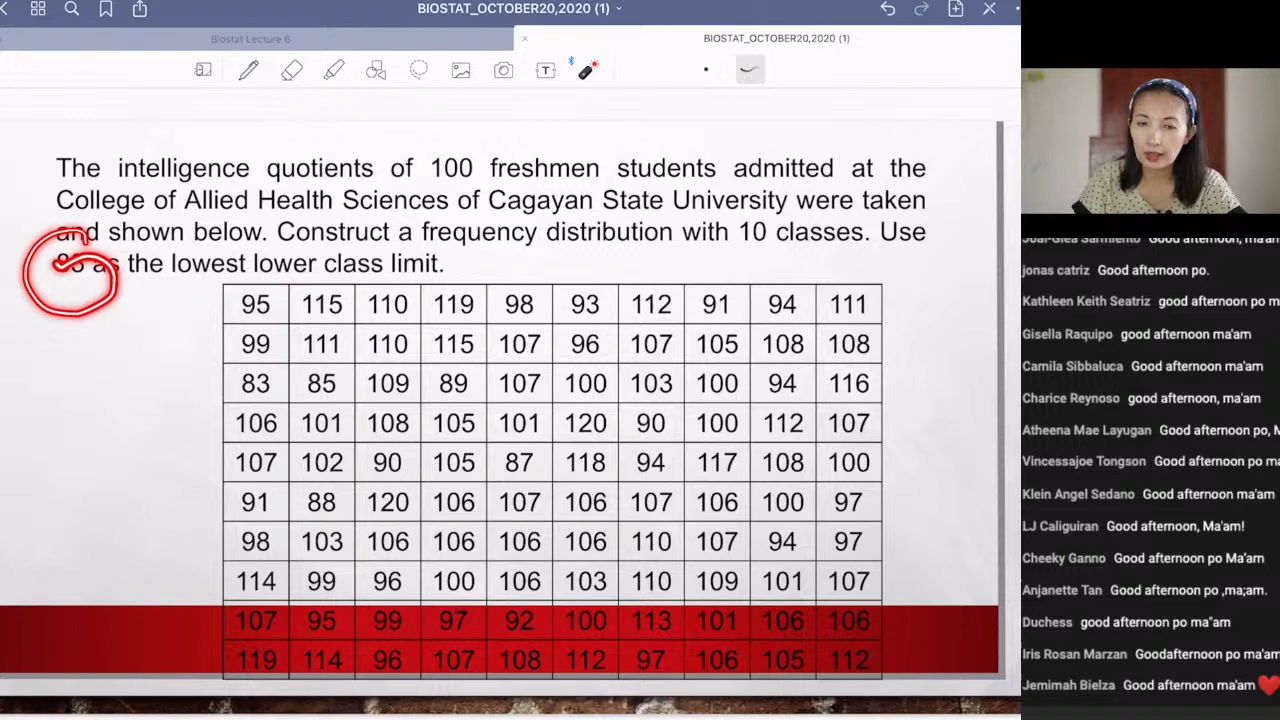 BIOSTAT_OCTOBER20,2020 (1)
Biostat Lecture 6
BIOSTAT_OCTOBER20,2020 (1)
The intelligence quotients of 100 freshmen students admitted at the
College of Allied Health Sciences of Cagayan State University were taken
and shown below. Construct a frequency distribution with 10 classes. Use
as the lowest lower class limit.
95 115 110 119 98 93 112 91 94 111
99 111 110 115 107 96 107 105 108 108
83 85 109 89 107 100 103 100 94 116
106 101 108 105 101 120 90 100 112 107
107 102 90 105 87 118 94 117 108 100
91 88 120 106 107 106 107 106 100 97
98 103 106 106 106 106 110 107 94 97
114 99 96 100 106 103 110 109 101 107
107 95 99 97 92 100 113 101 106 106
119 114 96 107 108 112 97 106 105 112
Sarmiento Good afternoon, ma'am
jonas catriz Good afternoon po.
Kathleen Keith Seatriz good afternoon po m
Gisella Raquipo good afternoon ma'am
Camila Sibbaluca Good afternoon ma'am
Charice Reynoso good afternoon, ma'am
Atheena Mae Layugan Good afternoon po, M
Vincessajoe Tongson Good afternoon po ma
Klein Angel Sedano Good afternoon ma'am
LJ Caliguiran Good afternoon, Ma'am!
Cheeky Ganno Good afternoon po Ma'am
Anjanette Tan Good afternoon po ,ma;am.
Duchess good afternoon po ma"am
Iris Rosan Marzan Goodafternoon po ma'am
Jemimah Bielza Good afternoon ma'am